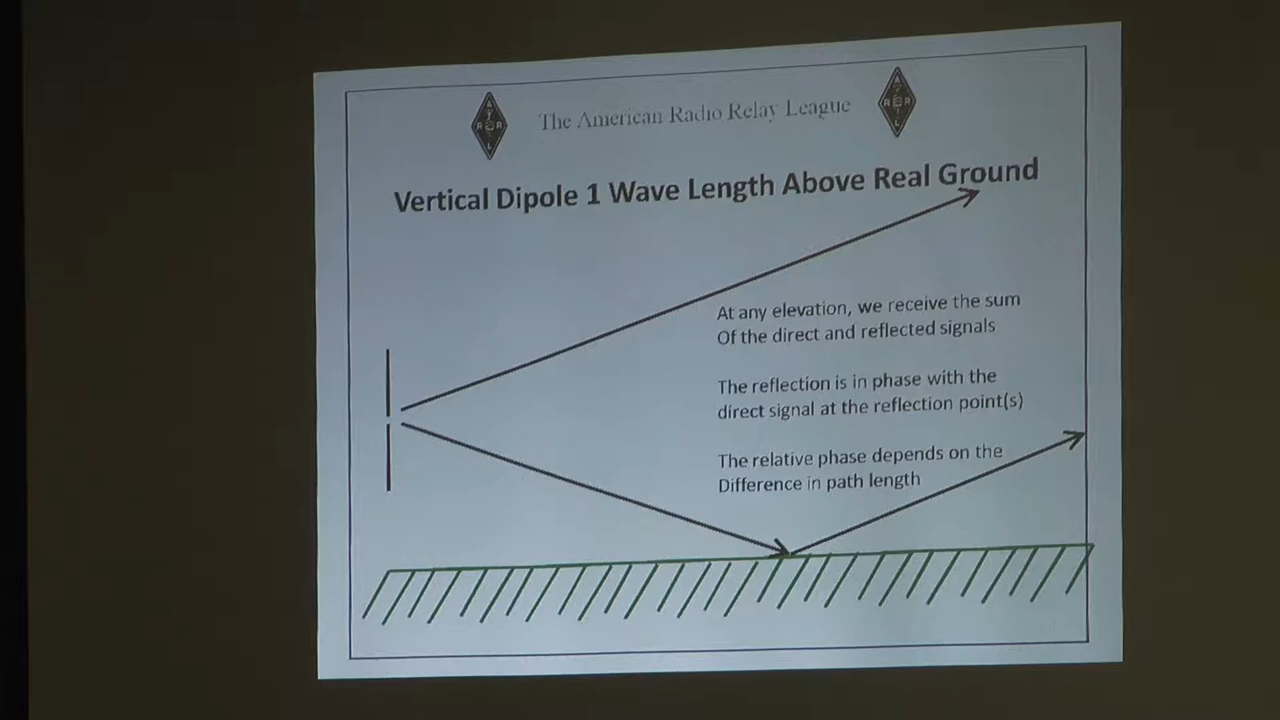 The American Radio Relay League
Vertical Dipole 1 Wave Length Above Real Ground
At any elevation, we receive the sum
Of the direct and reflected signals
The reflection is in phase with the
direct signal at the reflection point(s)
The relative phase depends on the
Difference in path length